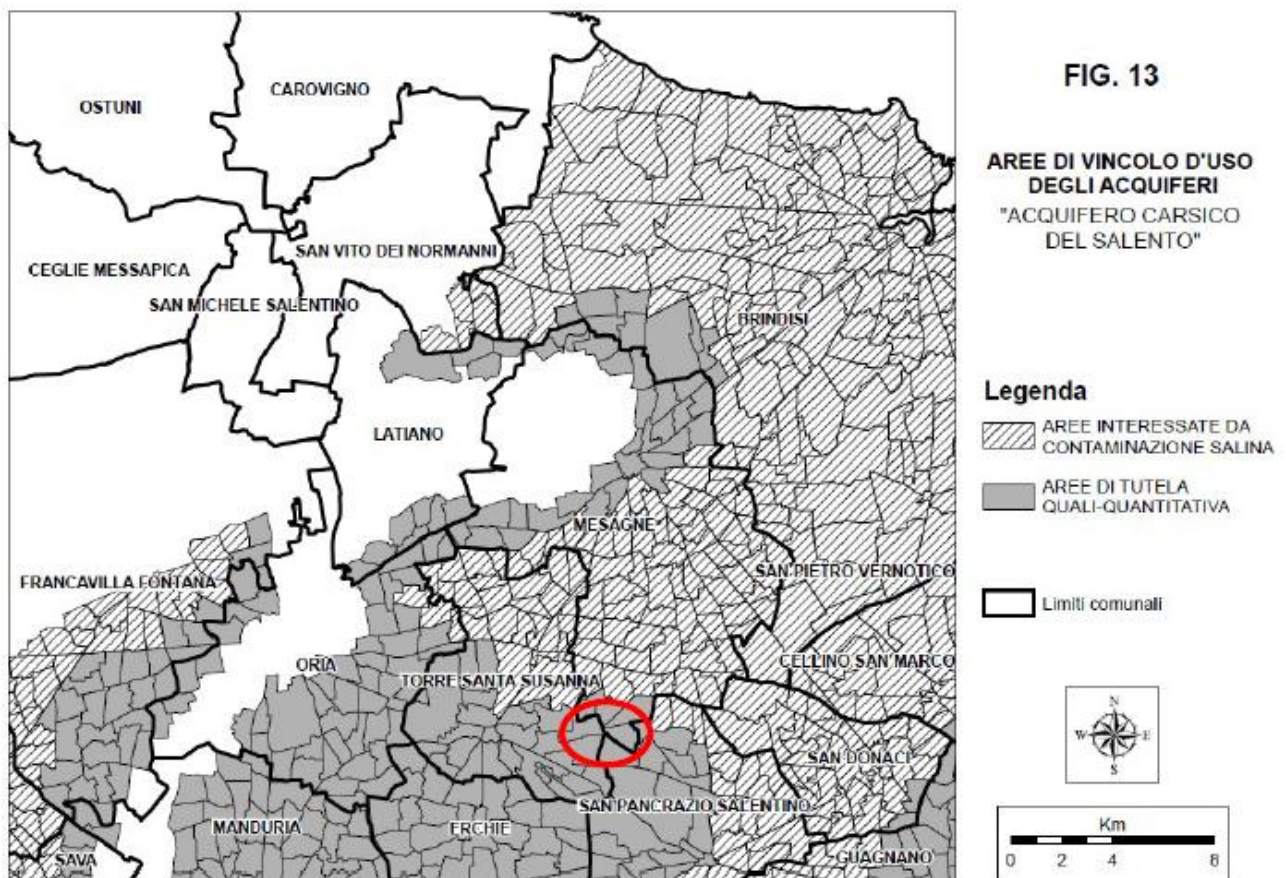 FIG. 13
AREE DI VINCOLO D'USO
DEGLI ACQUIFERI
"ACQUIFERO CARSICO
DEL SALENTO"
Legenda
AREE INTERESSATE DA
CONTAMINAZIONE SALINA
AREE DI TUTELA
QUALI-QUANTITATIVA
Limiti comunali
N
W E
S
Km
0 2 4 8
OSTUNI
CAROVIGNO
SAN VITO DEI NORMANNI
CEGLIE MESSAPICA
SAN MICHELE SALENTINO
BRINDISI
LATIANO
MESAGNE
FRANCAVILLA FONTANA
SAN PIETRO VERNOTICO
ORIA
CELLINO SAN MARCO
TORRE SANTA SUSANNA
SAN DONACI
SAN PANCRAZIO SALENTINO
MANDURIA
ERCHIE
SAVA
GUAGNANO